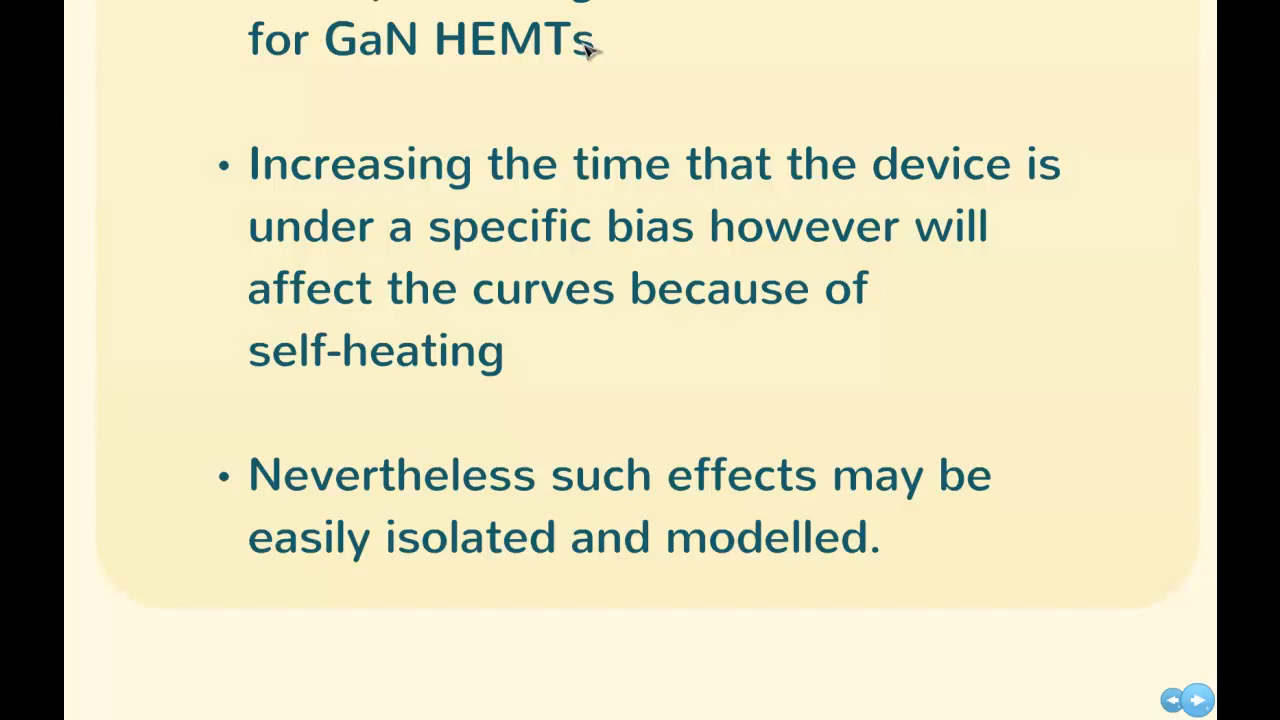 for GaN HEMTs
• Increasing the time that the device is
under a specific bias however will
affect the curves because of
self-heating
• Nevertheless such effects may be
easily isolated and modelled.